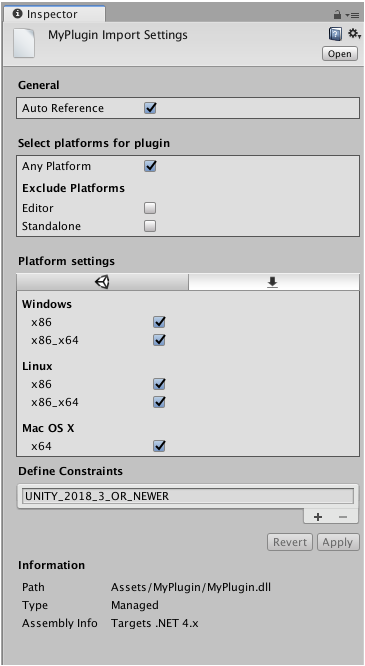 Inspector
MyPlugin Import Settings
Open
General
Auto Reference
Select platforms for plugin
Any Platform
Exclude Platforms
Editor
Standalone
Platform settings
Windows
x86
x86_x64
Linux
x86
x86_x64
Mac OS X
x64
Define Constraints
UNITY_2018_3_OR_NEWER
+ −
Revert Apply
Information
Path Assets/MyPlugin/MyPlugin.dll
Type Managed
Assembly Info Targets .NET 4.x